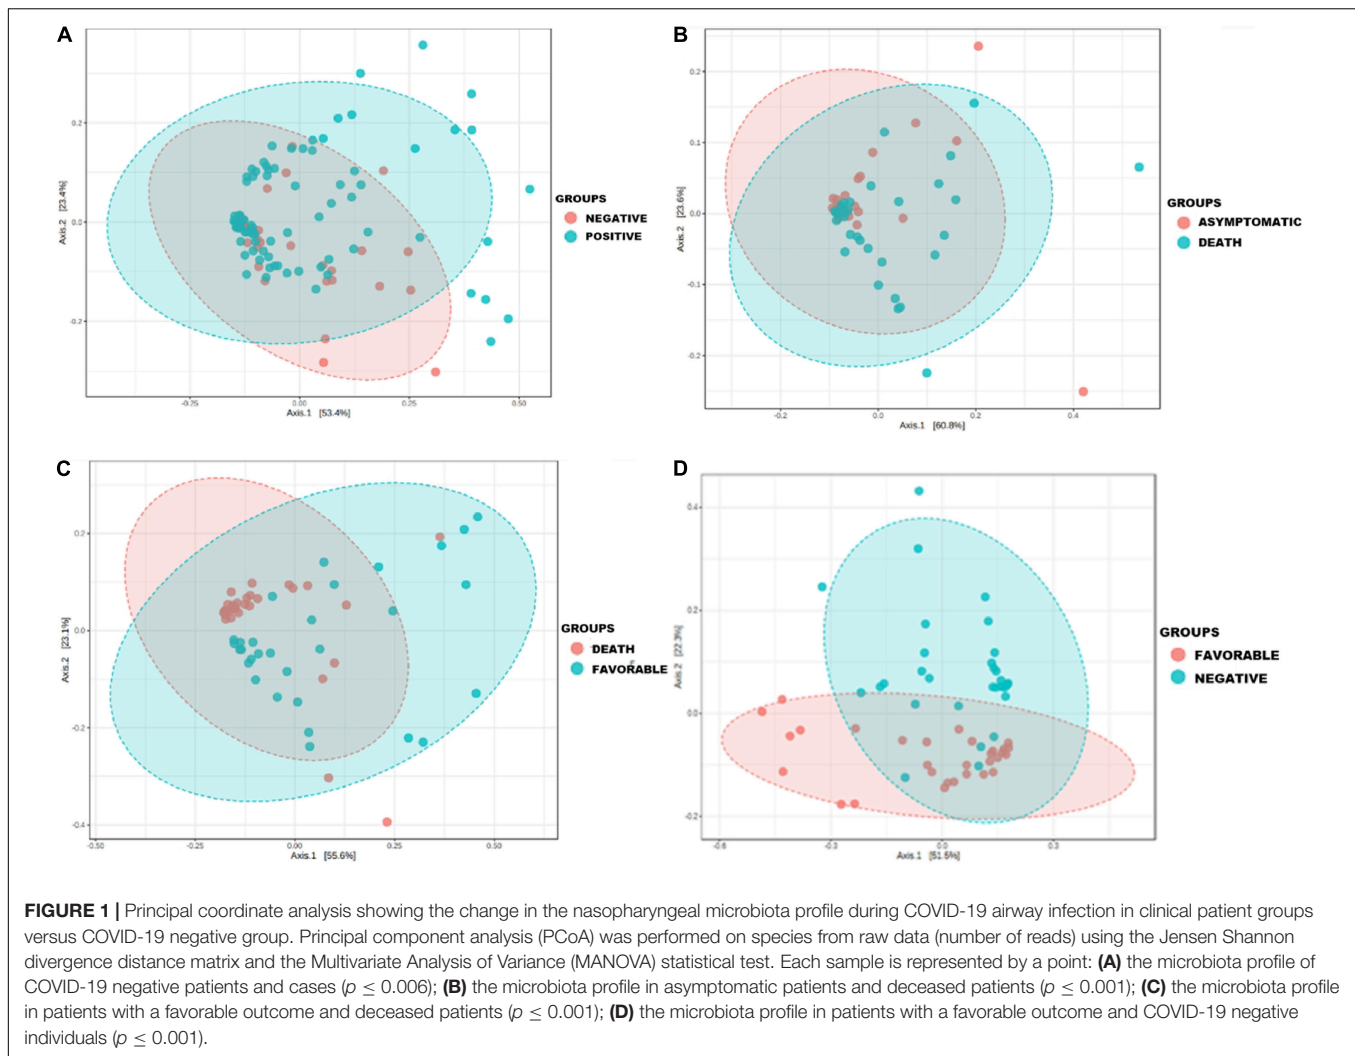 A
0.2
0.0
-0.2
Axis.2 [23.4%]
-0.25
0.00
0.25
0.50
Axis.1 [53.4%]
GROUPS
NEGATIVE
POSITIVE
B
0.2
0.1
0.0
-0.1
-0.2
Axis.2 [23.6%]
-0.2
0.0
0.2
0.4
Axis.1 [60.8%]
GROUPS
ASYMPTOMATIC
DEATH
C
0.2
0.0
-0.2
-0.4
Axis.2 [23.1%]
-0.50
-0.25
0.00
0.25
0.50
Axis.1 [55.6%]
GROUPS
DEATH
FAVORABLE
D
0.4
0.2
0.0
-0.2
Axis.2 [22.3%]
-0.6
-0.3
0.0
0.3
Axis.1 [51.5%]
GROUPS
FAVORABLE
NEGATIVE
FIGURE 1 | Principal coordinate analysis showing the change in the nasopharyngeal microbiota profile during COVID-19 airway infection in clinical patient groups
versus COVID-19 negative group. Principal component analysis (PCoA) was performed on species from raw data (number of reads) using the Jensen Shannon
divergence distance matrix and the Multivariate Analysis of Variance (MANOVA) statistical test. Each sample is represented by a point: (A) the microbiota profile of
COVID-19 negative patients and cases (p ≤ 0.006); (B) the microbiota profile in asymptomatic patients and deceased patients (p ≤ 0.001); (C) the microbiota profile
in patients with a favorable outcome and deceased patients (p ≤ 0.001); (D) the microbiota profile in patients with a favorable outcome and COVID-19 negative
individuals (p ≤ 0.001).